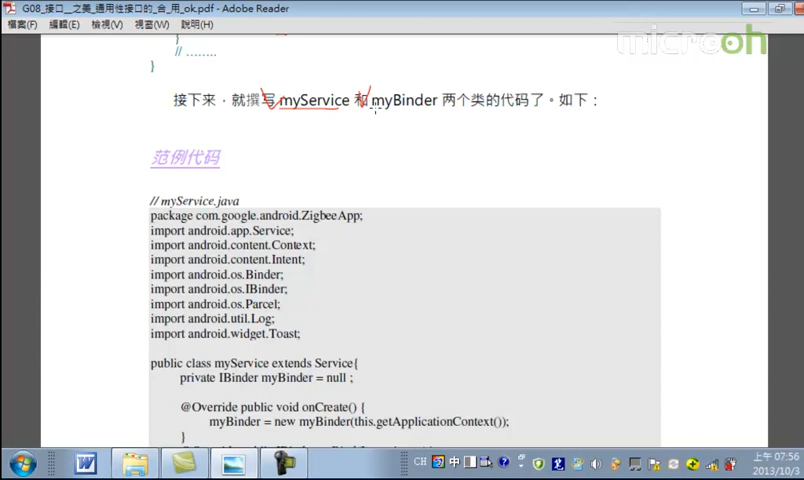 G08_接口__之美_通用性接口的_合_用_ok.pdf - Adobe Reader
檔案(F) 編輯(E) 檢視(V) 視窗(W) 說明(H)
microoh
}
// ........
}
接下来，就撰写 myService 和 myBinder 两个类的代码了。如下：
范例代码
// myService.java
package com.google.android.ZigbeeApp;
import android.app.Service;
import android.content.Context;
import android.content.Intent;
import android.os.Binder;
import android.os.IBinder;
import android.os.Parcel;
import android.util.Log;
import android.widget.Toast;
public class myService extends Service{
private IBinder myBinder = null ;
@Override public void onCreate() {
myBinder = new myBinder(this.getApplicationContext());
}
CH 中
上午 07:56
2013/10/3